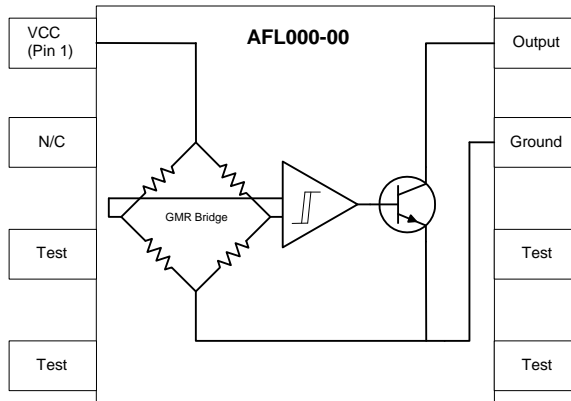 VCC
(Pin 1)
AFL000-00
Output
N/C
Ground
GMR Bridge
Test
Test
Test
Test